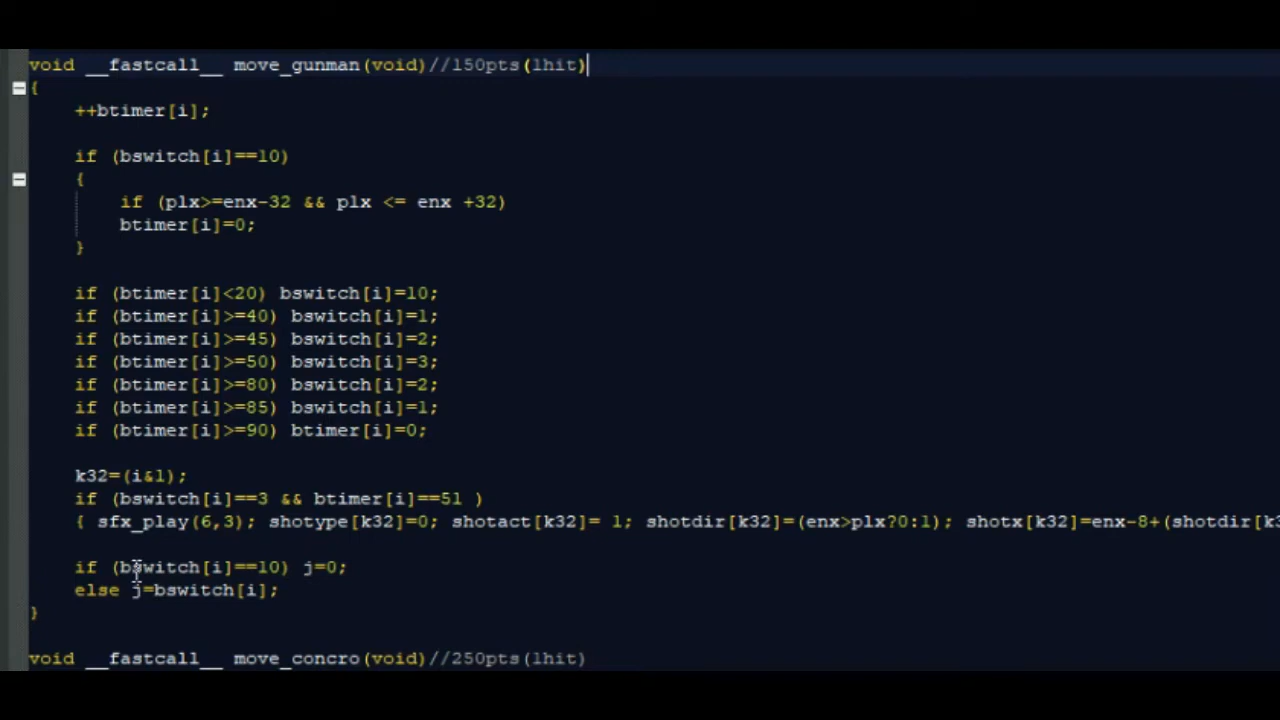 void __fastcall__ move_gunman(void)//150pts(1hit)
{
++btimer[i];
if (bswitch[i]==10)
{
if (plx>=enx-32 && plx <= enx +32)
btimer[i]=0;
}
if (btimer[i]<20) bswitch[i]=10;
if (btimer[i]>=40) bswitch[i]=1;
if (btimer[i]>=45) bswitch[i]=2;
if (btimer[i]>=50) bswitch[i]=3;
if (btimer[i]>=80) bswitch[i]=2;
if (btimer[i]>=85) bswitch[i]=1;
if (btimer[i]>=90) btimer[i]=0;
k32=(i&1);
if (bswitch[i]==3 && btimer[i]==51 )
{ sfx_play(6,3); shotype[k32]=0; shotact[k32]= 1; shotdir[k32]=(enx>plx?0:1); shotx[k32]=enx-8+(shotdir[k3
if (bswitch[i]==10) j=0;
else j=bswitch[i];
}
void __fastcall__ move_concro(void)//250pts(1hit)